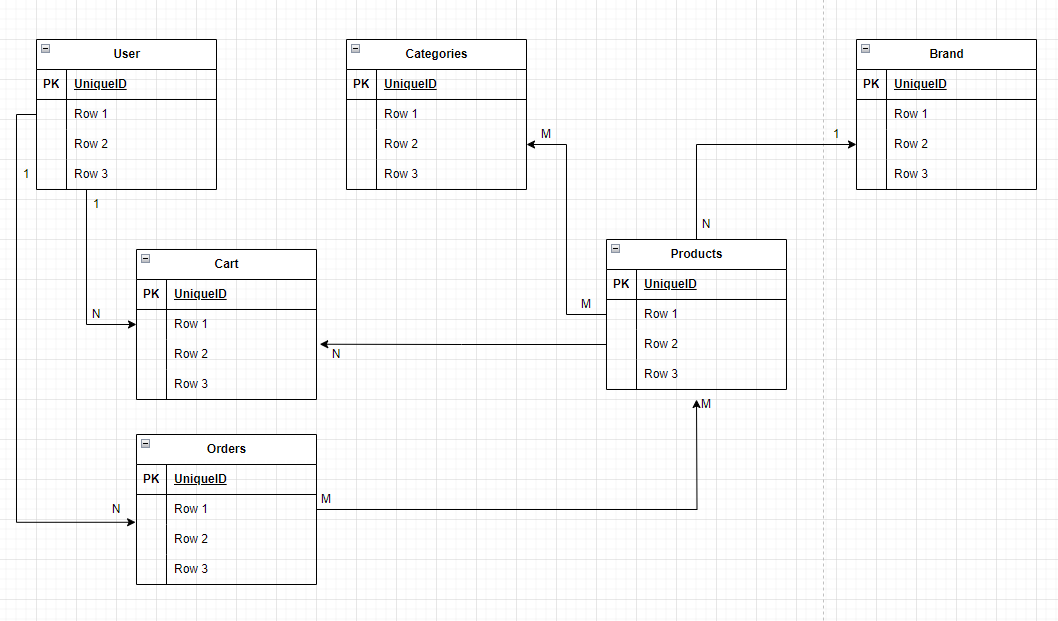 User
PK UniqueID
Row 1
Row 2
Row 3
Categories
PK UniqueID
Row 1
Row 2
Row 3
Brand
PK UniqueID
Row 1
Row 2
Row 3
M
1
1
1
N
Cart
PK UniqueID
Row 1
Row 2
Row 3
N
Products
PK UniqueID
Row 1
Row 2
Row 3
M
N
M
Orders
PK UniqueID
Row 1
Row 2
Row 3
M
N